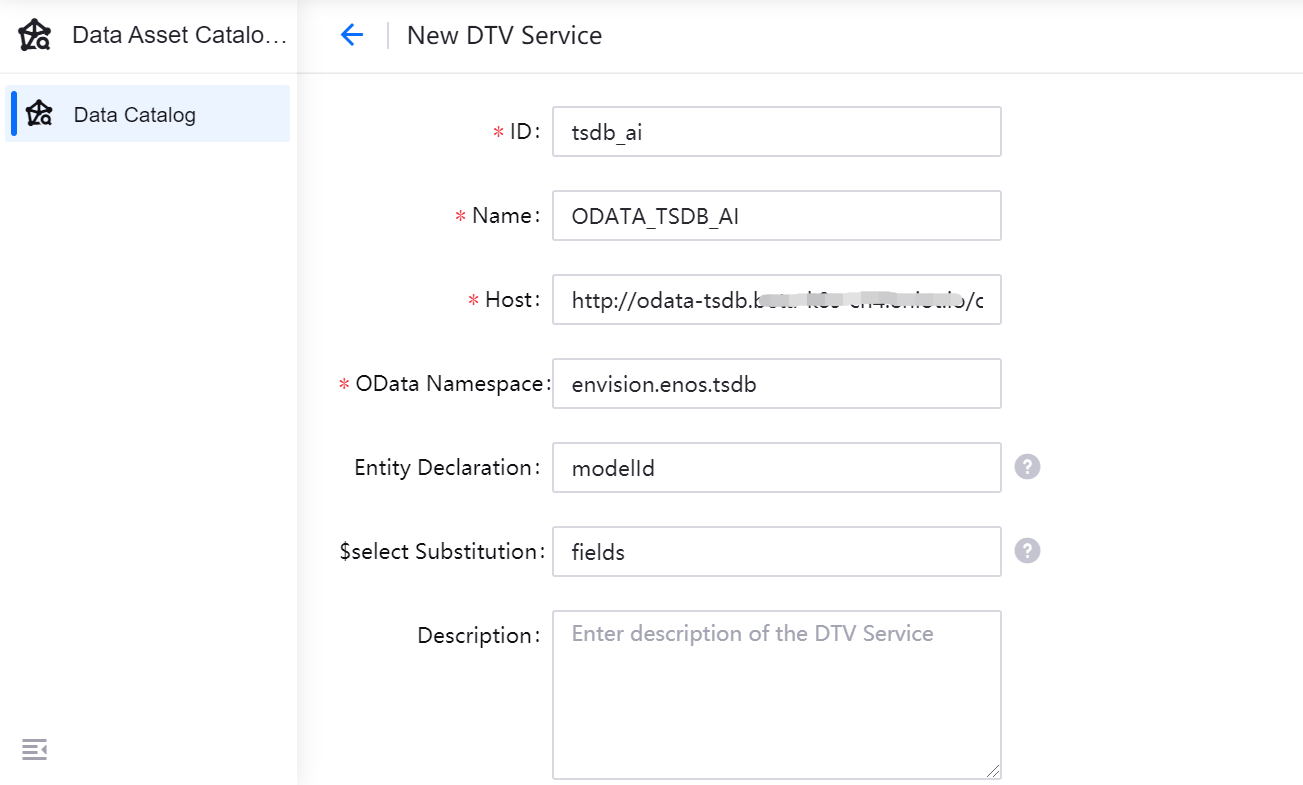 Data Asset Catalo...
New DTV Service
Data Catalog
* ID: tsdb_ai
* Name: ODATA_TSDB_AI
* Host: http://odata-tsdb.
* OData Namespace: envision.enos.tsdb
Entity Declaration: modelId ?
$select Substitution: fields ?
Description: Enter description of the DTV Service